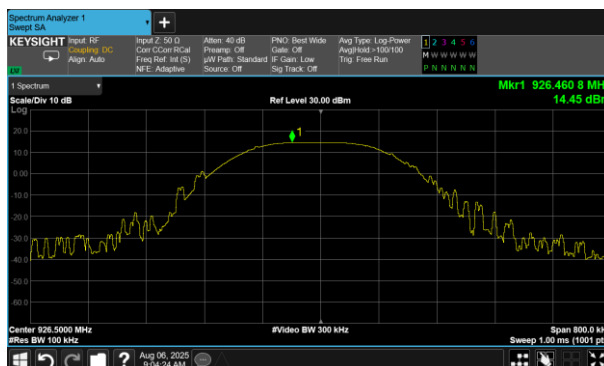 Spectrum Analyzer 1
Swept SA
+
KEYSIGHT Input: RF Input Z: 50 Ω Atten: 40 dB PNO: Best Wide Avg Type: Log-Power 1 2 3 4 5 6
Coupling: DC Corr CCorr RCal Preamp: Off Gate: Off Avg|Hold:>100/100 M W W W W W
Align: Auto Freq Ref: Int (S) µW Path: Standard IF Gain: Low Trig: Free Run P N N N N N
NFE: Adaptive Source: Off Sig Track: Off
1 Spectrum
Mkr1 926.460 8 MH
Scale/Div 10 dB Ref Level 30.00 dBm 14.45 dBr
Log
1
20.0
10.0
0.00
-10.0
-20.0
-30.0
-40.0
-50.0
-60.0
Center 926.5000 MHz #Video BW 300 kHz Span 800.0 k
#Res BW 100 kHz Sweep 1.00 ms (1001 pt
? Aug 06, 2025
9:04:24 AM